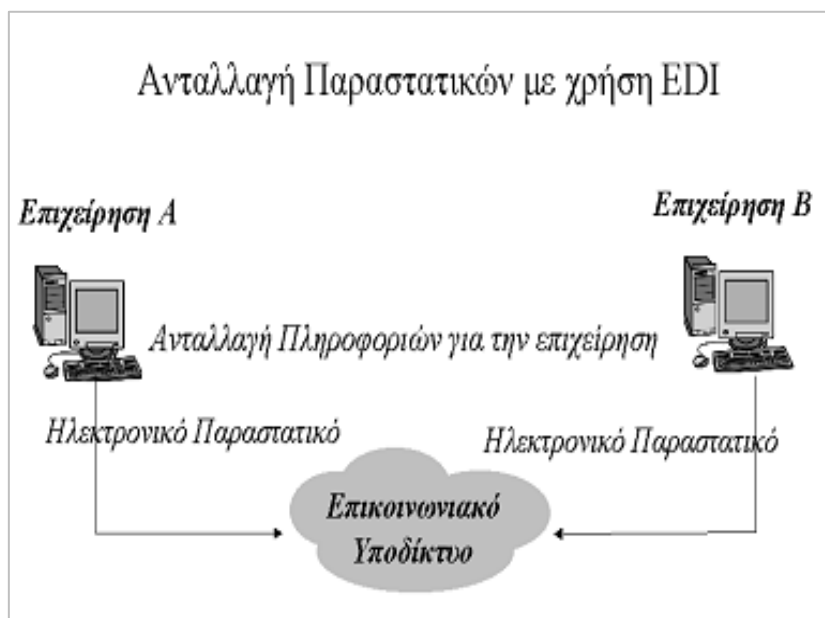 Ανταλλαγή Παραστατικών με χρήση EDI
Επιχείρηση Α
Επιχείρηση Β
Ανταλλαγή Πληροφοριών για την επιχείρηση
Ηλεκτρονικό Παραστατικό
Ηλεκτρονικό Παραστατικό
Επικοινωνιακό
Υποδίκτυο